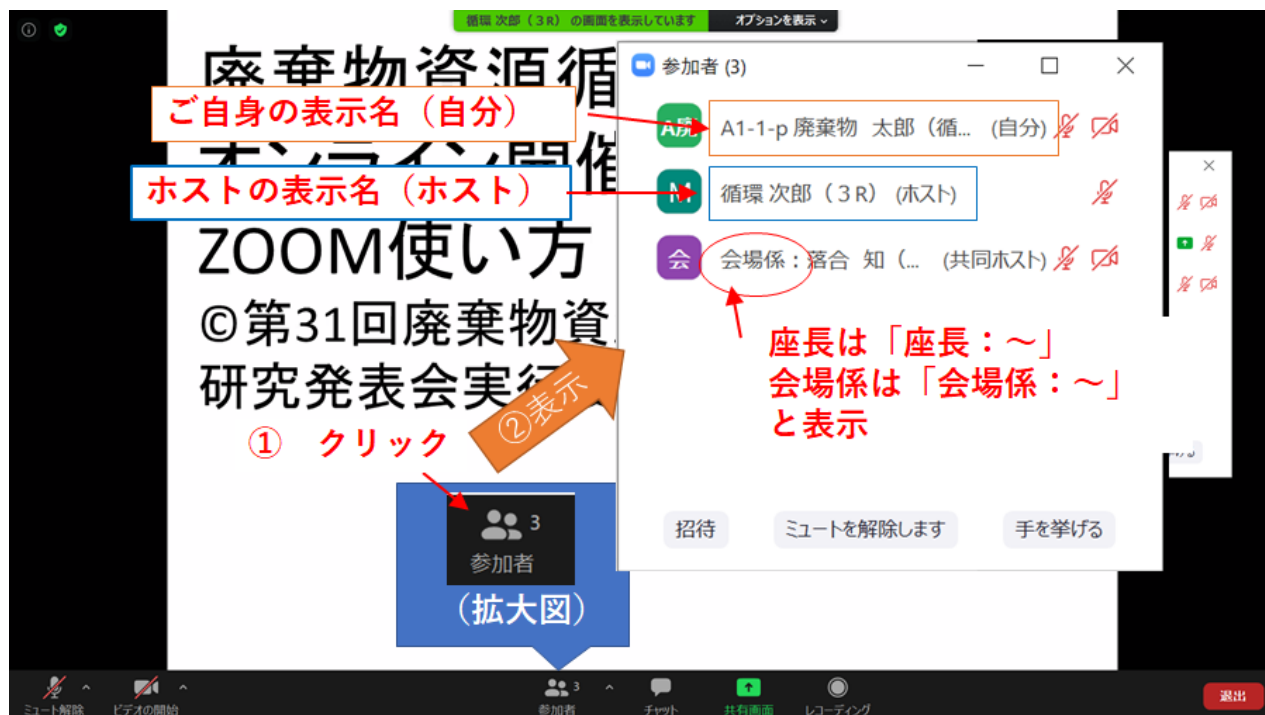 循環 次郎（３R） の画面を表示しています オプションを表示
廃棄物資源循
オンライン開催
ZOOM使い方
©第31回廃棄物資
研究発表会実行
ご自身の表示名（自分）
ホストの表示名（ホスト）
参加者 (3)
A廃 A1-1-p 廃棄物 太郎（循... (自分)
M 循環 次郎（３R） (ホスト)
会 会場係：落合 知（... (共同ホスト)
座長は「座長：～」
会場係は「会場係：～」
と表示
① クリック
②表示
3
参加者
（拡大図）
招待 ミュートを解除します 手を挙げる
ミュート解除 ビデオの開始 参加者 3 チャット 共有画面 レコーディング 退出